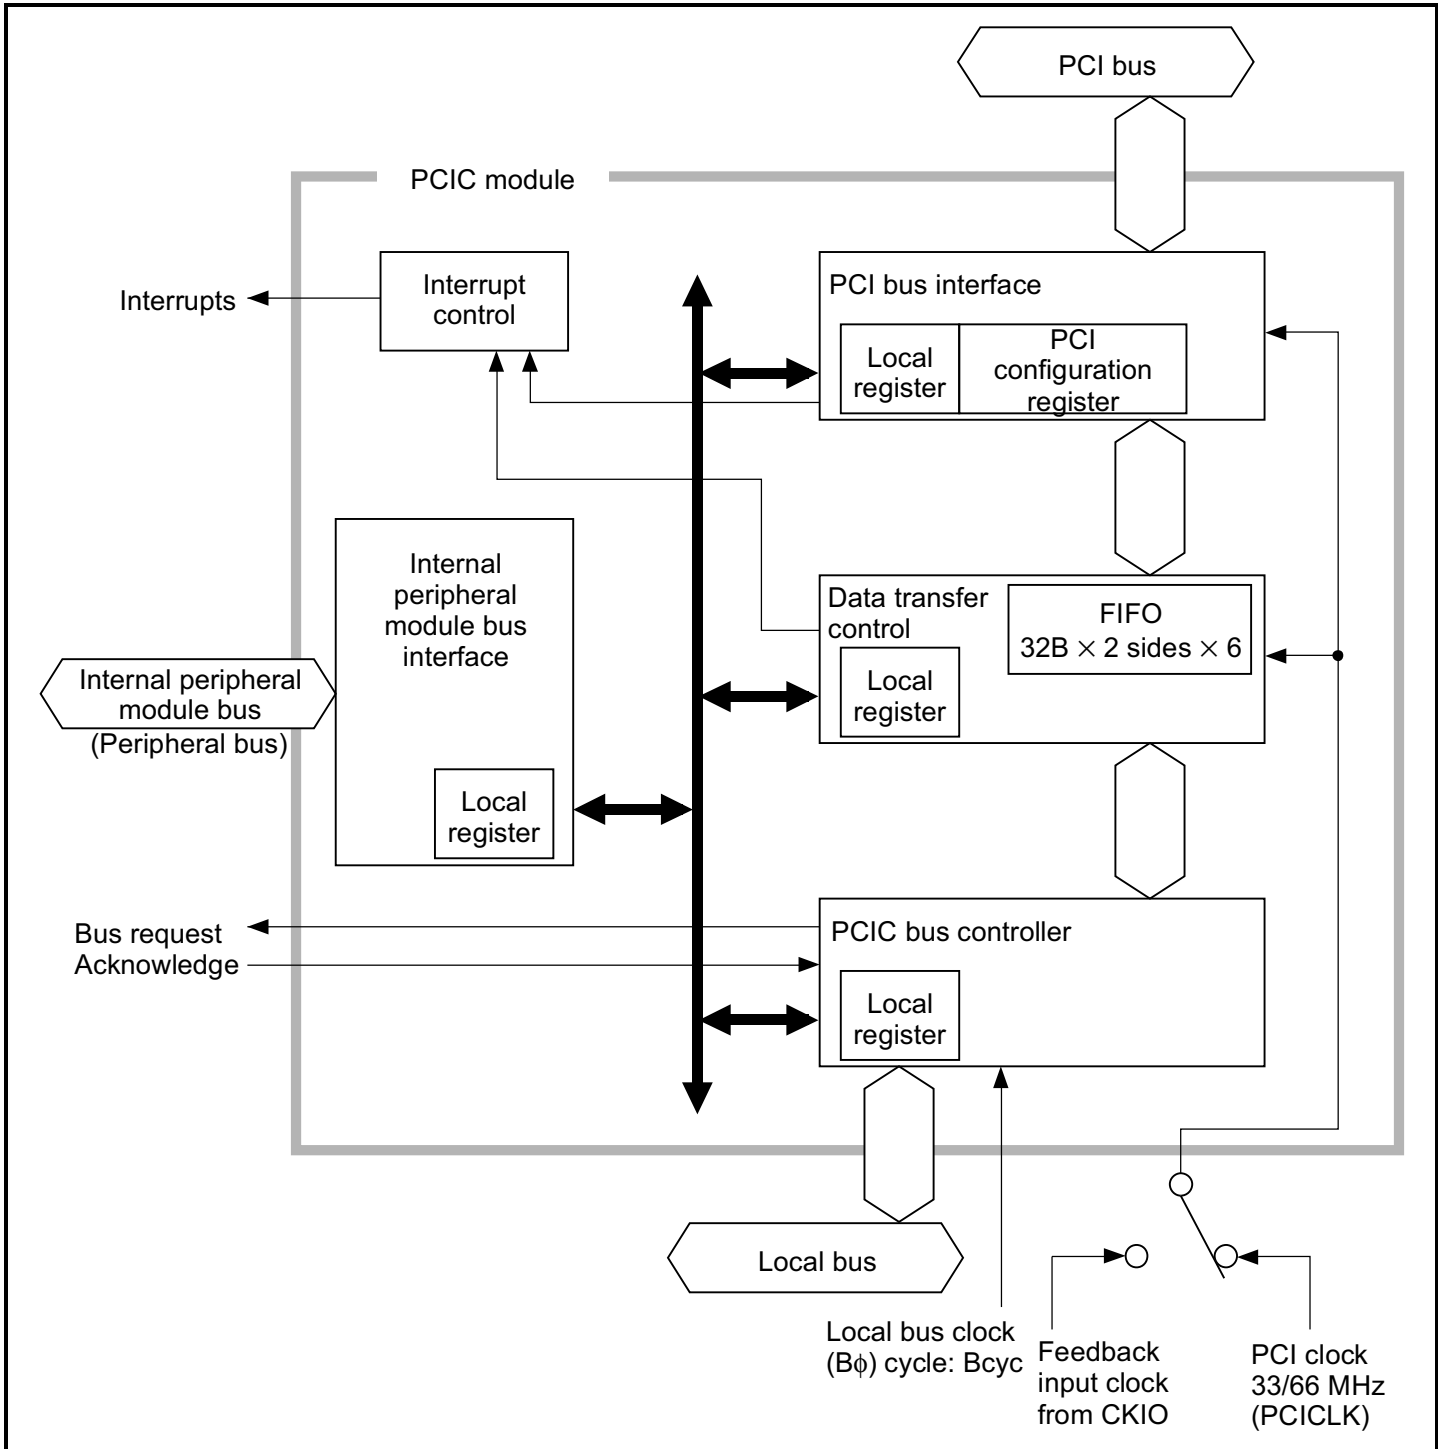 PCI bus
PCIC module
Interrupts
Interrupt
control
PCI bus interface
Local
register
PCI
configuration
register
Internal
peripheral
module bus
interface
Data transfer
control
FIFO
32B × 2 sides × 6
Local
register
Internal peripheral
module bus
(Peripheral bus)
Local
register
Bus request
Acknowledge
PCIC bus controller
Local
register
Local bus
Local bus clock
(Bϕ) cycle: Bcyc
Feedback
input clock
from CKIO
PCI clock
33/66 MHz
(PCICLK)